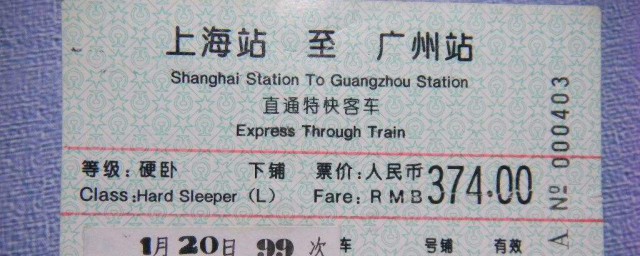 上海站 至 广州站
Shanghai Station To Guangzhou Station
直通特快客车
Express Through Train
等级:硬卧 下铺 票价:人民币 374.00
Class:Hard Sleeper (L) Fare: RMB
1月20日 99次车 号铺 有效
A № 000403